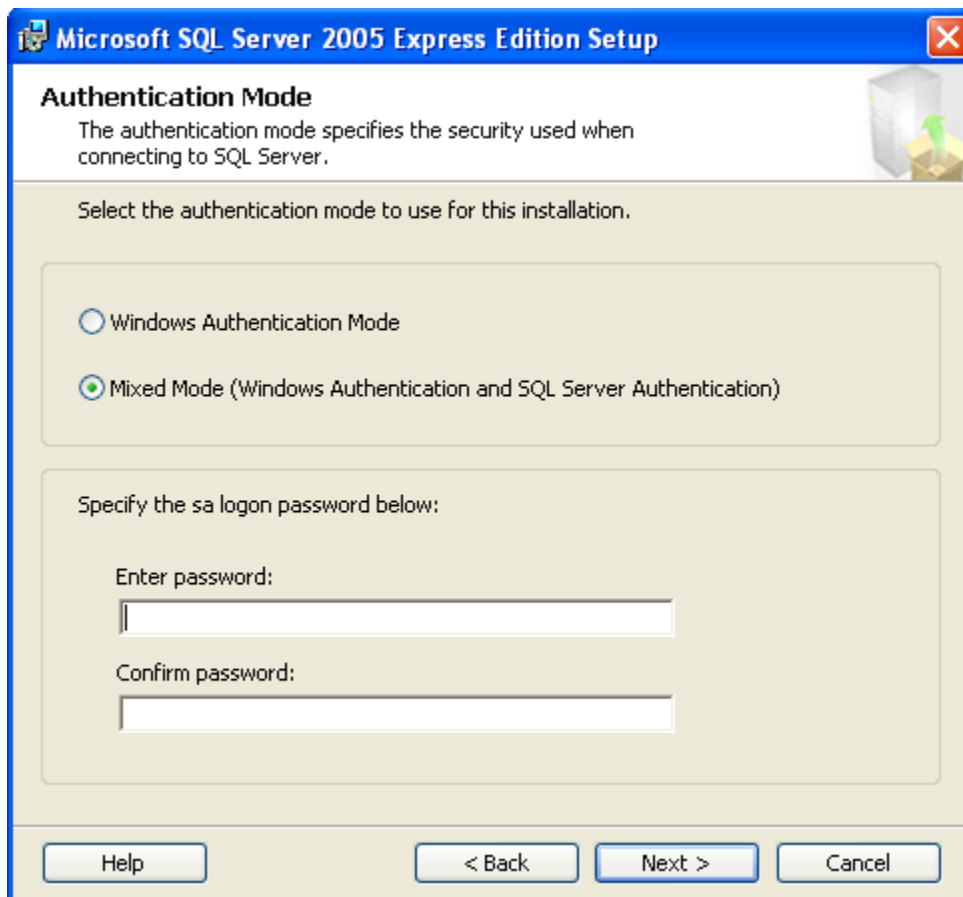 Microsoft SQL Server 2005 Express Edition Setup
Authentication Mode
The authentication mode specifies the security used when
connecting to SQL Server.
Select the authentication mode to use for this installation.
Windows Authentication Mode
Mixed Mode (Windows Authentication and SQL Server Authentication)
Specify the sa logon password below:
Enter password:
Confirm password:
Help < Back Next > Cancel